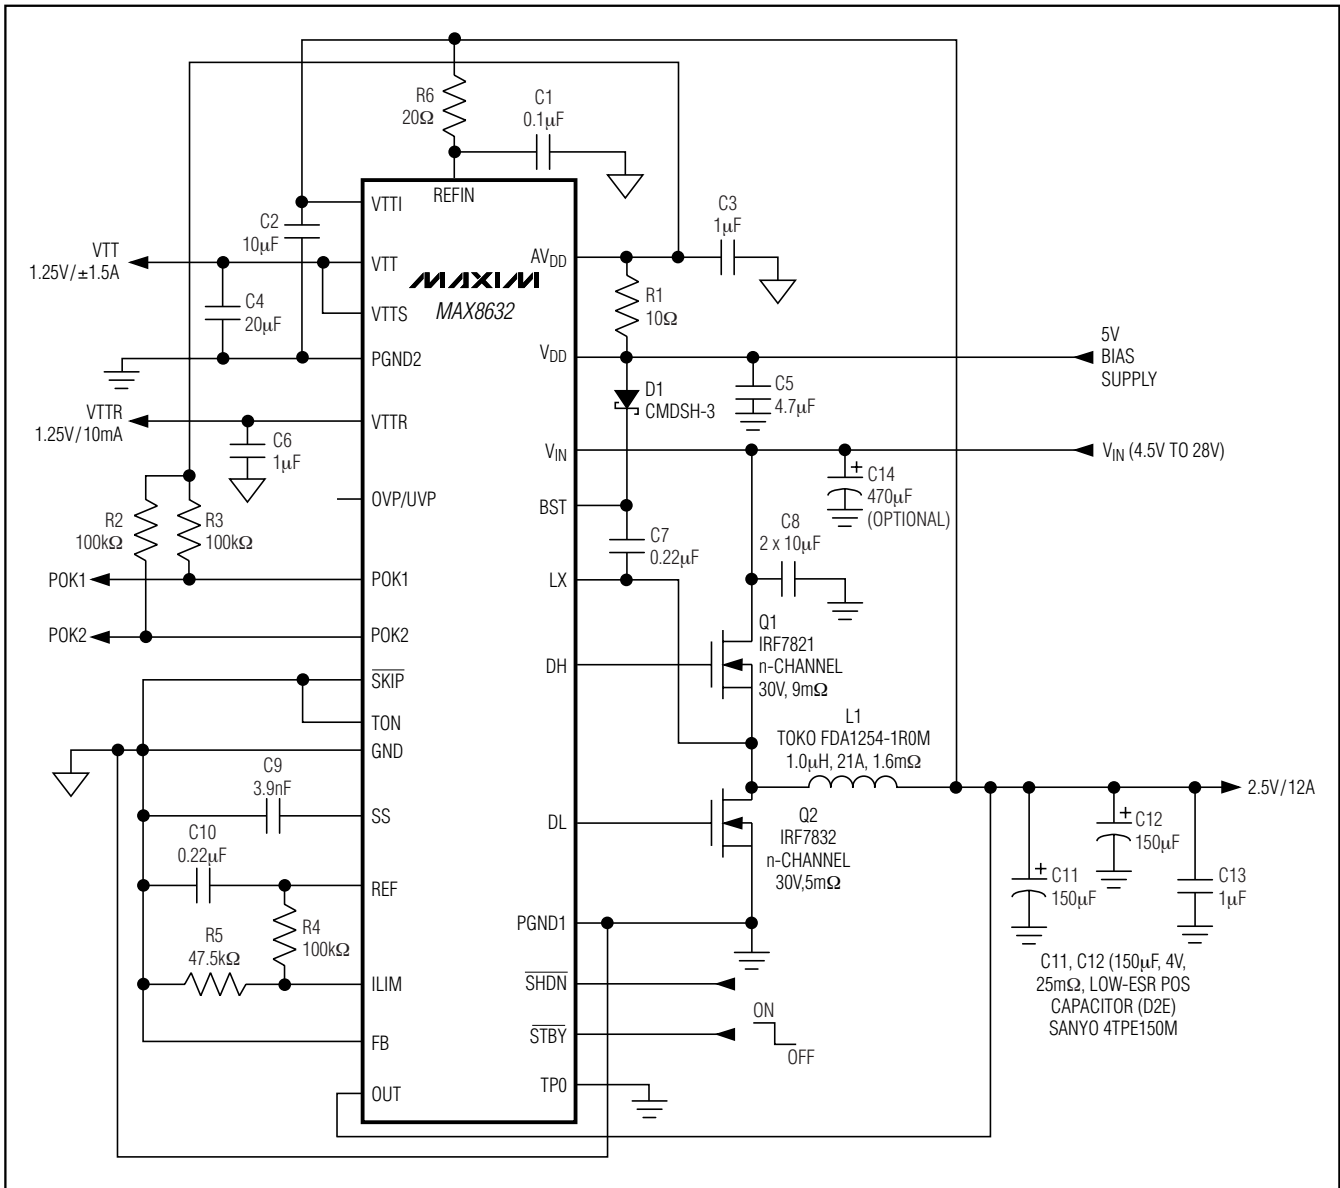 R6
20Ω
C1
0.1µF
REFIN
VTTI
C2
10µF
C3
1µF
VTT
1.25V/±1.5A
VTT
AVDD
MAXIM
MAX8632
C4
20µF
VTTS
R1
10Ω
PGND2
VDD
5V
BIAS
SUPPLY
D1
CMDSH-3
C5
4.7µF
VTTR
1.25V/10mA
VTTR
C6
1µF
VIN
VIN (4.5V TO 28V)
C14
470µF
(OPTIONAL)
OVP/UVP
BST
R2
100kΩ
R3
100kΩ
C7
0.22µF
C8
2 x 10µF
POK1
POK1
LX
POK2
POK2
DH
Q1
IRF7821
n-CHANNEL
30V, 9mΩ
SKIP
TON
GND
L1
TOKO FDA1254-1R0M
1.0µH, 21A, 1.6mΩ
2.5V/12A
C9
3.9nF
SS
DL
Q2
IRF7832
n-CHANNEL
30V,5mΩ
C12
150µF
C11
150µF
C13
1µF
C10
0.22µF
REF
R4
100kΩ
R5
47.5kΩ
PGND1
ILIM
SHDN
C11, C12 (150µF, 4V,
25mΩ, LOW-ESR POS
CAPACITOR (D2E)
SANYO 4TPE150M
FB
STBY
ON
OFF
OUT
TP0